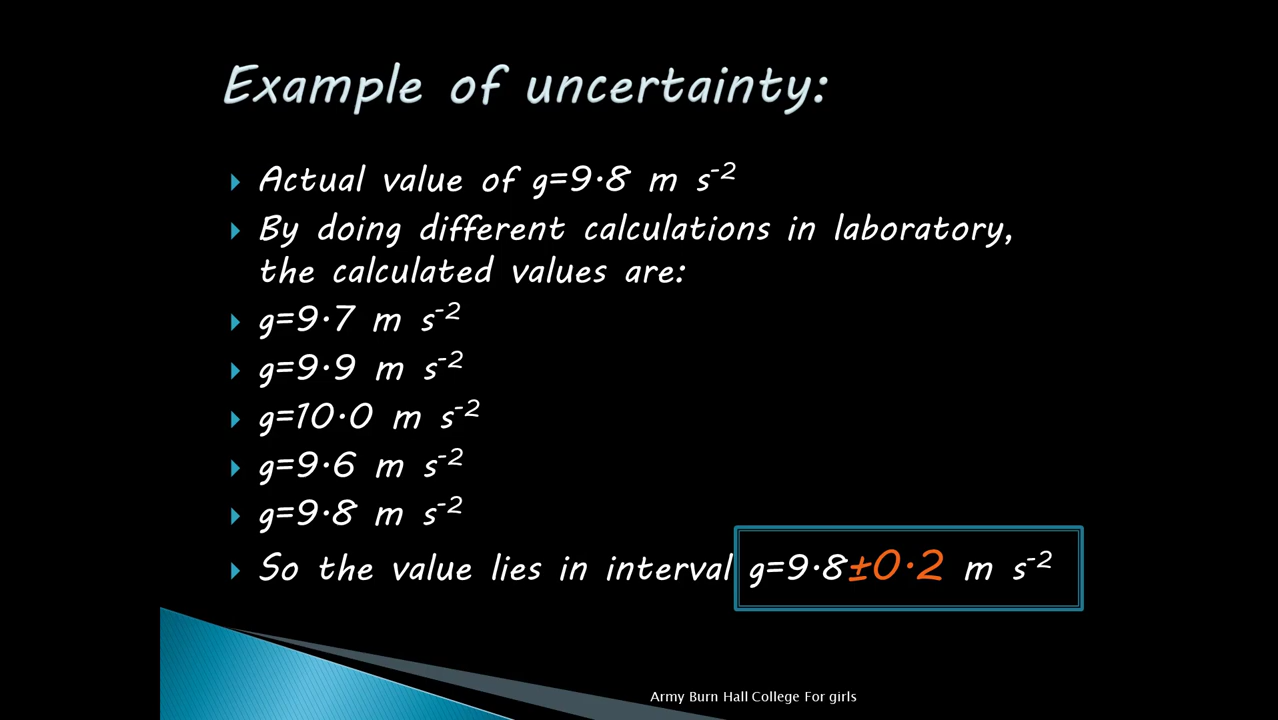 Example of uncertainty:
Actual value of g=9.8 m s⁻²
By doing different calculations in laboratory,
the calculated values are:
g=9.7 m s⁻²
g=9.9 m s⁻²
g=10.0 m s⁻²
g=9.6 m s⁻²
g=9.8 m s⁻²
So the value lies in interval g=9.8±0.2 m s⁻²
Army Burn Hall College For girls